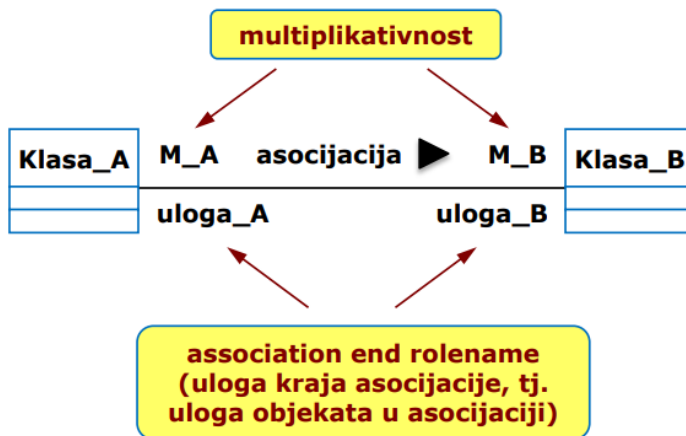 multiplikativnost
Klasa_A M_A asocijacija M_B Klasa_B
uloga_A uloga_B
association end rolename
(uloga kraja asocijacije, tj.
uloga objekata u asocijaciji)